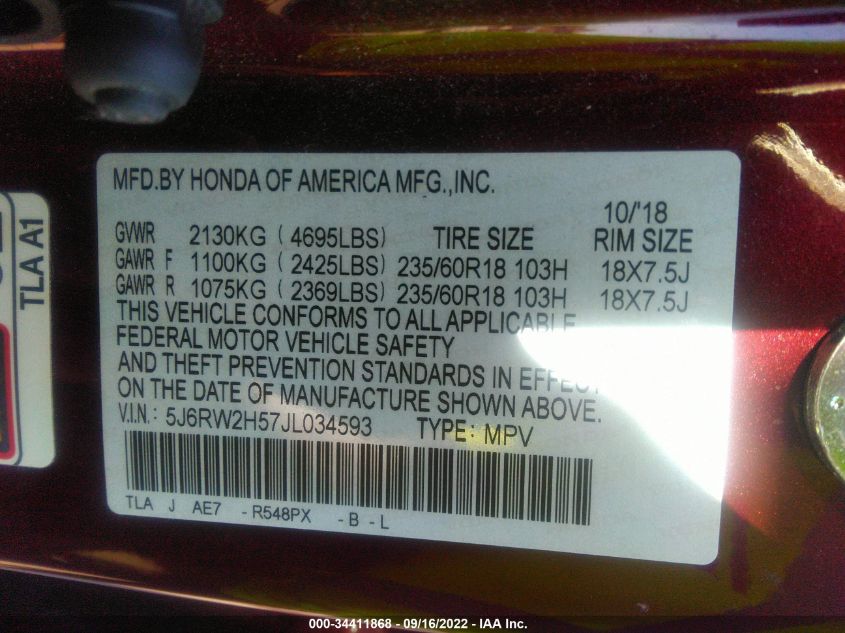 MFD.BY HONDA OF AMERICA MFG.,INC.
10/'18
GVWR 2130KG ( 4695LBS) TIRE SIZE RIM SIZE
GAWR F 1100KG ( 2425LBS) 235/60R18 103H 18X7.5J
GAWR R 1075KG ( 2369LBS) 235/60R18 103H 18X7.5J
THIS VEHICLE CONFORMS TO ALL APPLICABLE
FEDERAL MOTOR VEHICLE SAFETY
AND THEFT PREVENTION STANDARDS IN EFFECT
ON THE DATE OF MANUFACTURE SHOWN ABOVE.
V.I.N.: 5J6RW2H57JL034593 TYPE: MPV
TLA J AE7 - R548PX - B - L
TLA A1
000-34411868 - 09/16/2022 - IAA Inc.